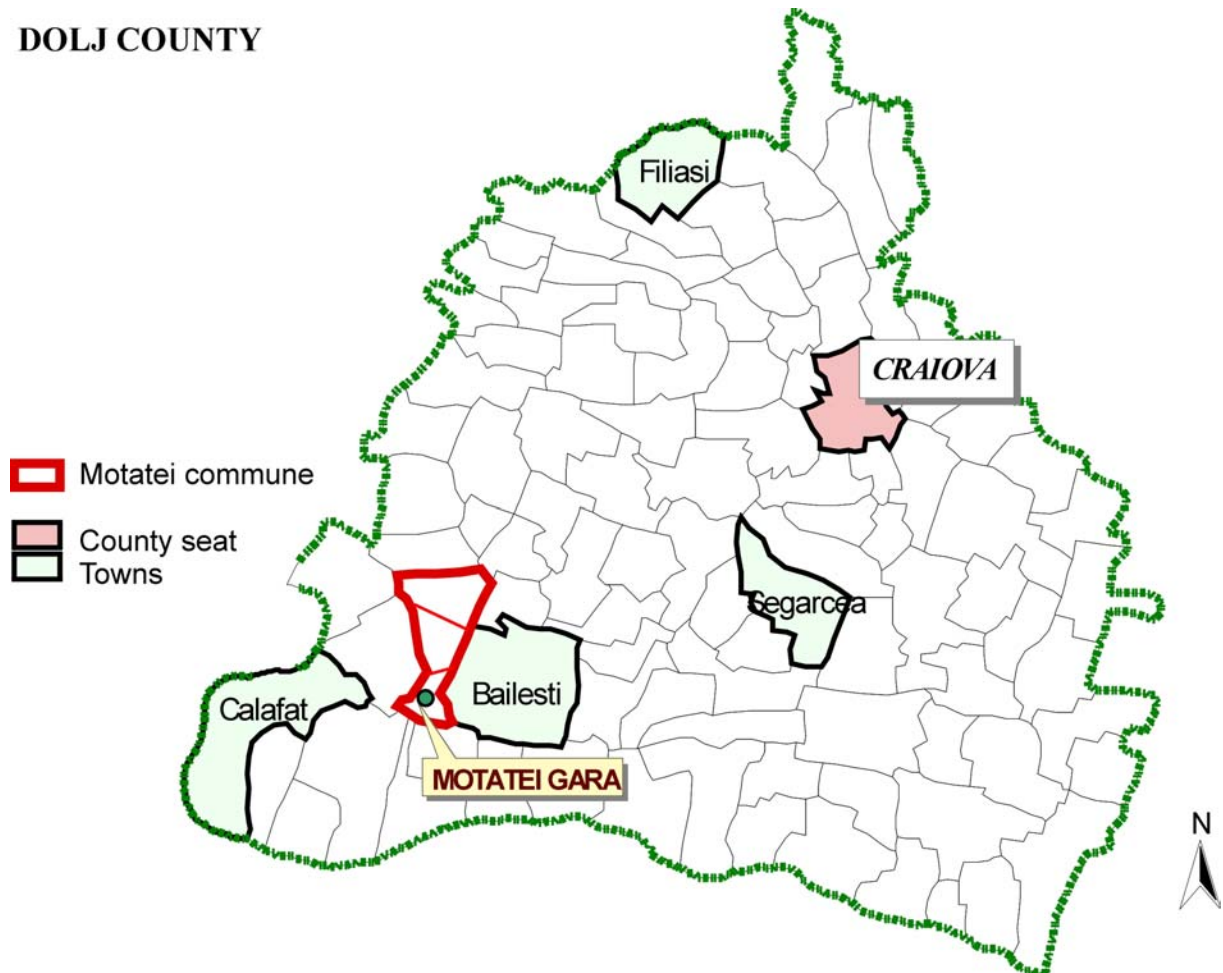 DOLJ COUNTY
Filiasi
CRAIOVA
Motatei commune
County seat
Towns
Segarcea
Calafat
Bailesti
MOTATEI GARA
N